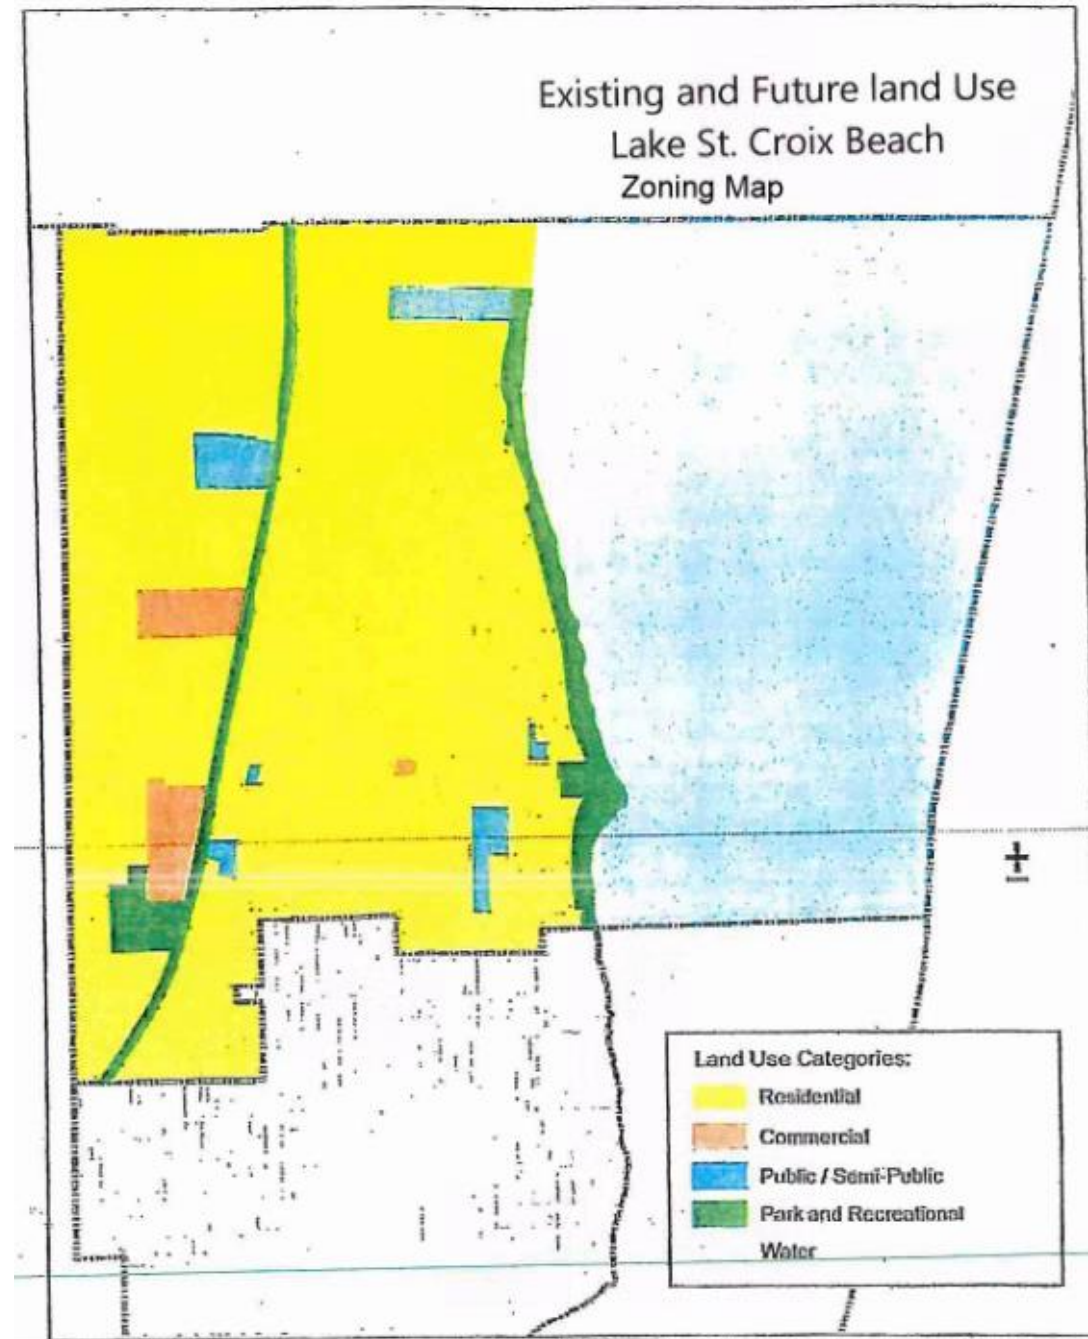 Existing and Future land Use
Lake St. Croix Beach
Zoning Map
±
Land Use Categories:
Residential
Commercial
Public / Semi-Public
Park and Recreational
Water